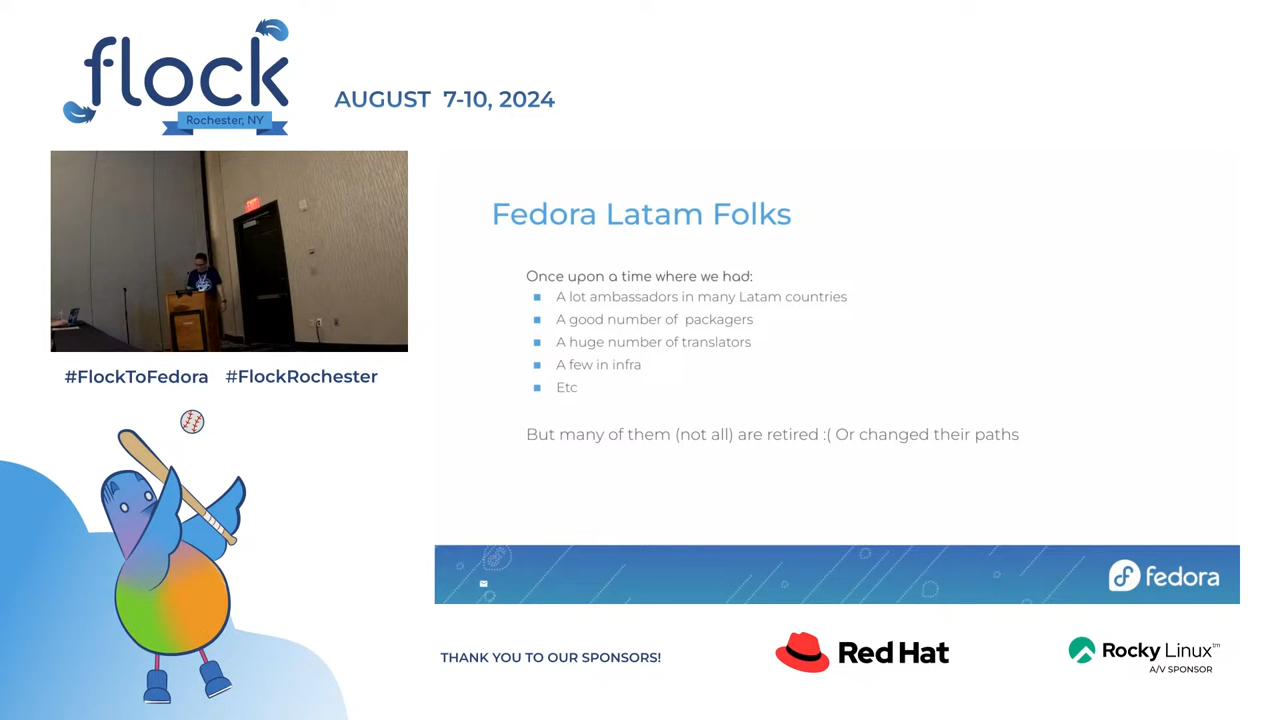 flock
Rochester, NY
AUGUST 7-10, 2024
EXIT
#FlockToFedora #FlockRochester
Fedora Latam Folks
Once upon a time where we had:
A lot ambassadors in many Latam countries
A good number of packagers
A huge number of translators
A few in infra
Etc
But many of them (not all) are retired :( Or changed their paths
fedora
THANK YOU TO OUR SPONSORS!
Red Hat
Rocky Linux™
A/V SPONSOR